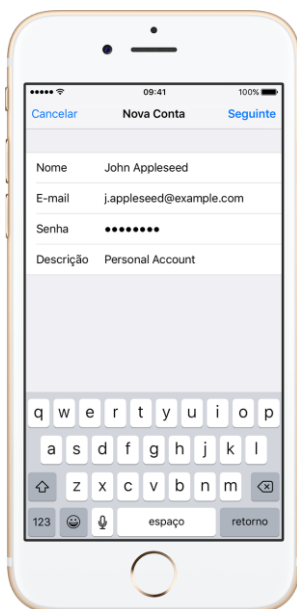 09:41 100%
Cancelar Nova Conta Seguinte
Nome John Appleseed
E-mail j.appleseed@example.com
Senha ••••••••
Descrição Personal Account
q w e r t y u i o p
a s d f g h j k l
z x c v b n m
123 espaço retorno